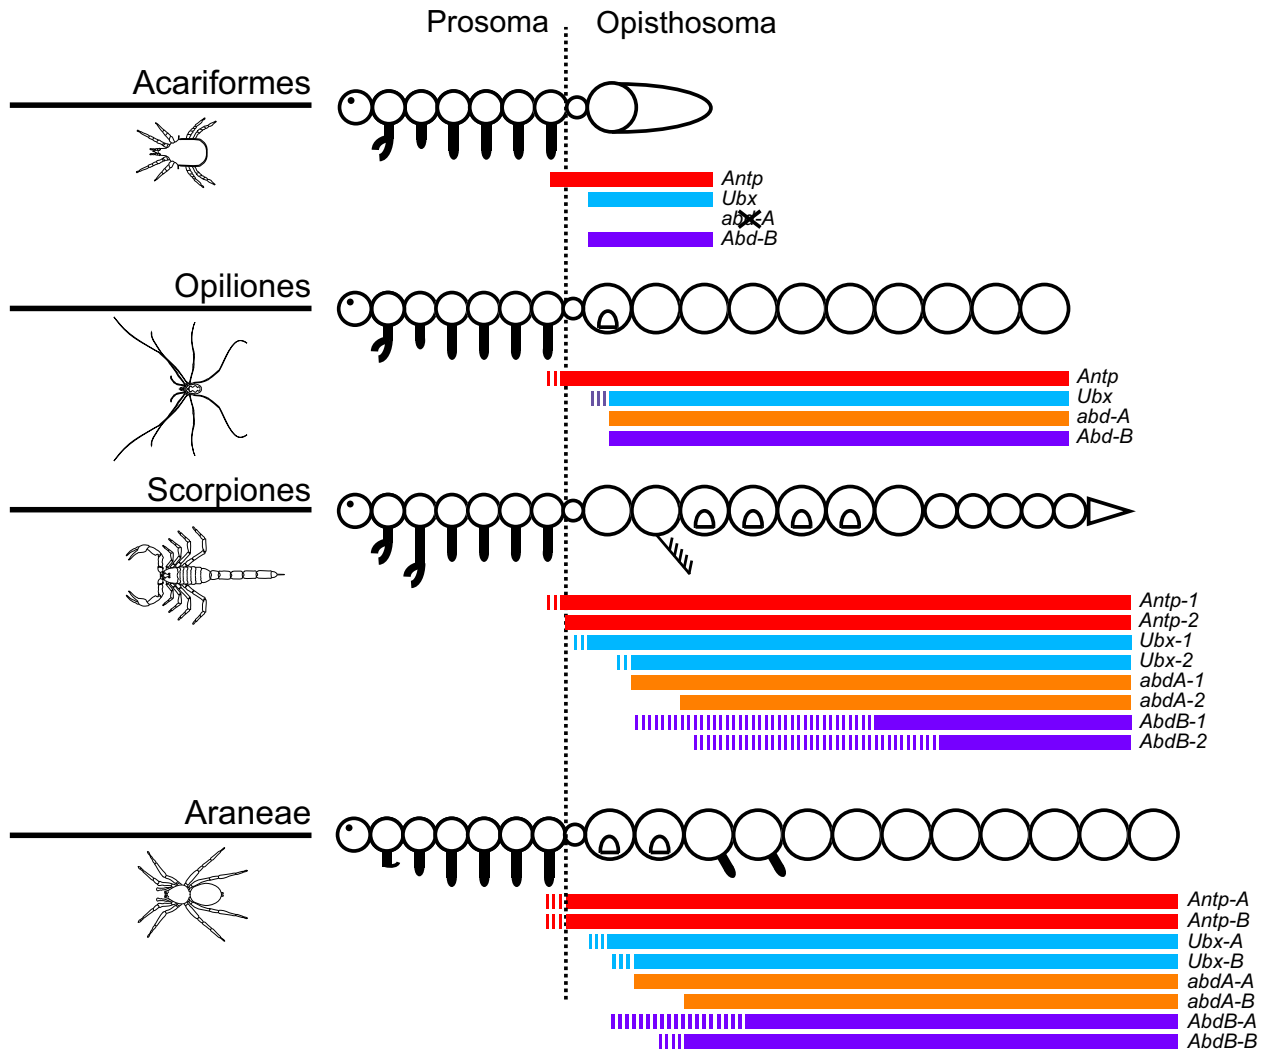 Prosoma Opisthosoma
Acariformes
Antp
Ubx
abd-A
Abd-B
Opiliones
Antp
Ubx
abd-A
Abd-B
Scorpiones
Antp-1
Antp-2
Ubx-1
Ubx-2
abdA-1
abdA-2
AbdB-1
AbdB-2
Araneae
Antp-A
Antp-B
Ubx-A
Ubx-B
abdA-A
abdA-B
AbdB-A
AbdB-B